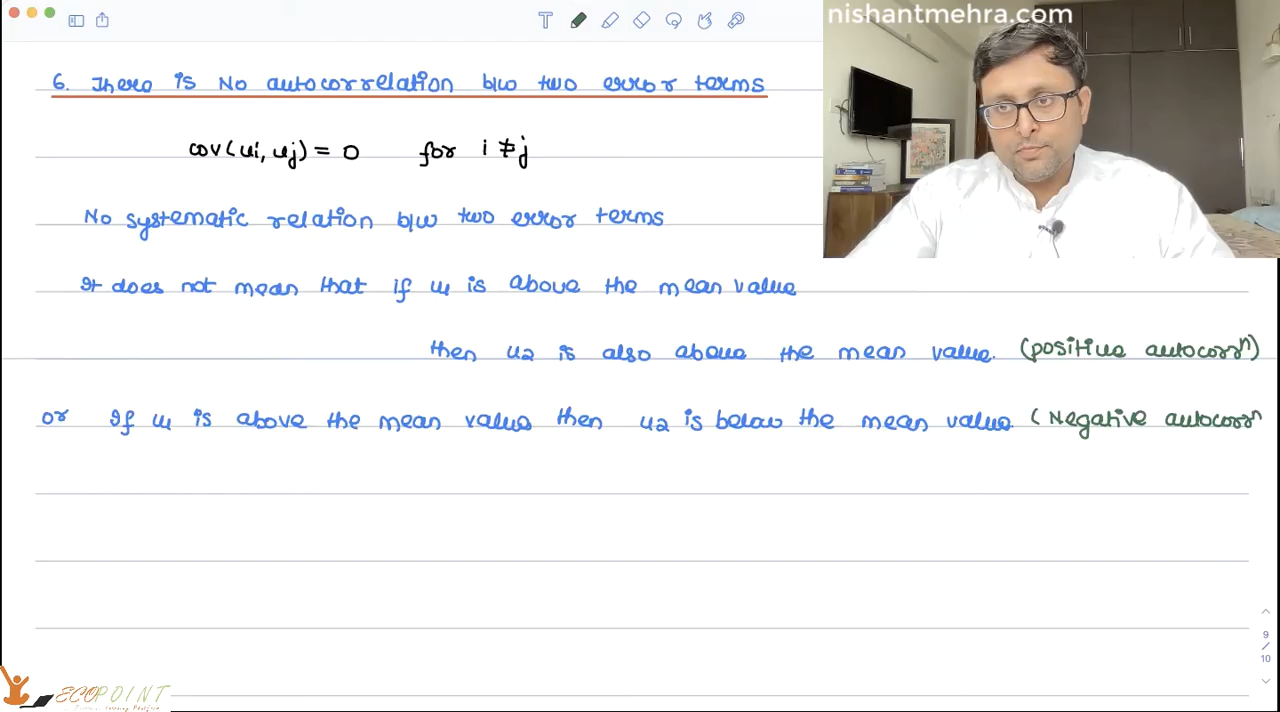 nishantmehra.com
6. There is No autocorrelation b/w two error terms
cov(ui, uj) = 0 for i ≠ j
No systematic relation b/w two error terms
It does not mean that if u1 is above the mean value
then u2 is also above the mean value. (positive autocorrⁿ)
or If u1 is above the mean value then u2 is below the mean value. (Negative autocorrⁿ
9
/
10
ECOPOINT